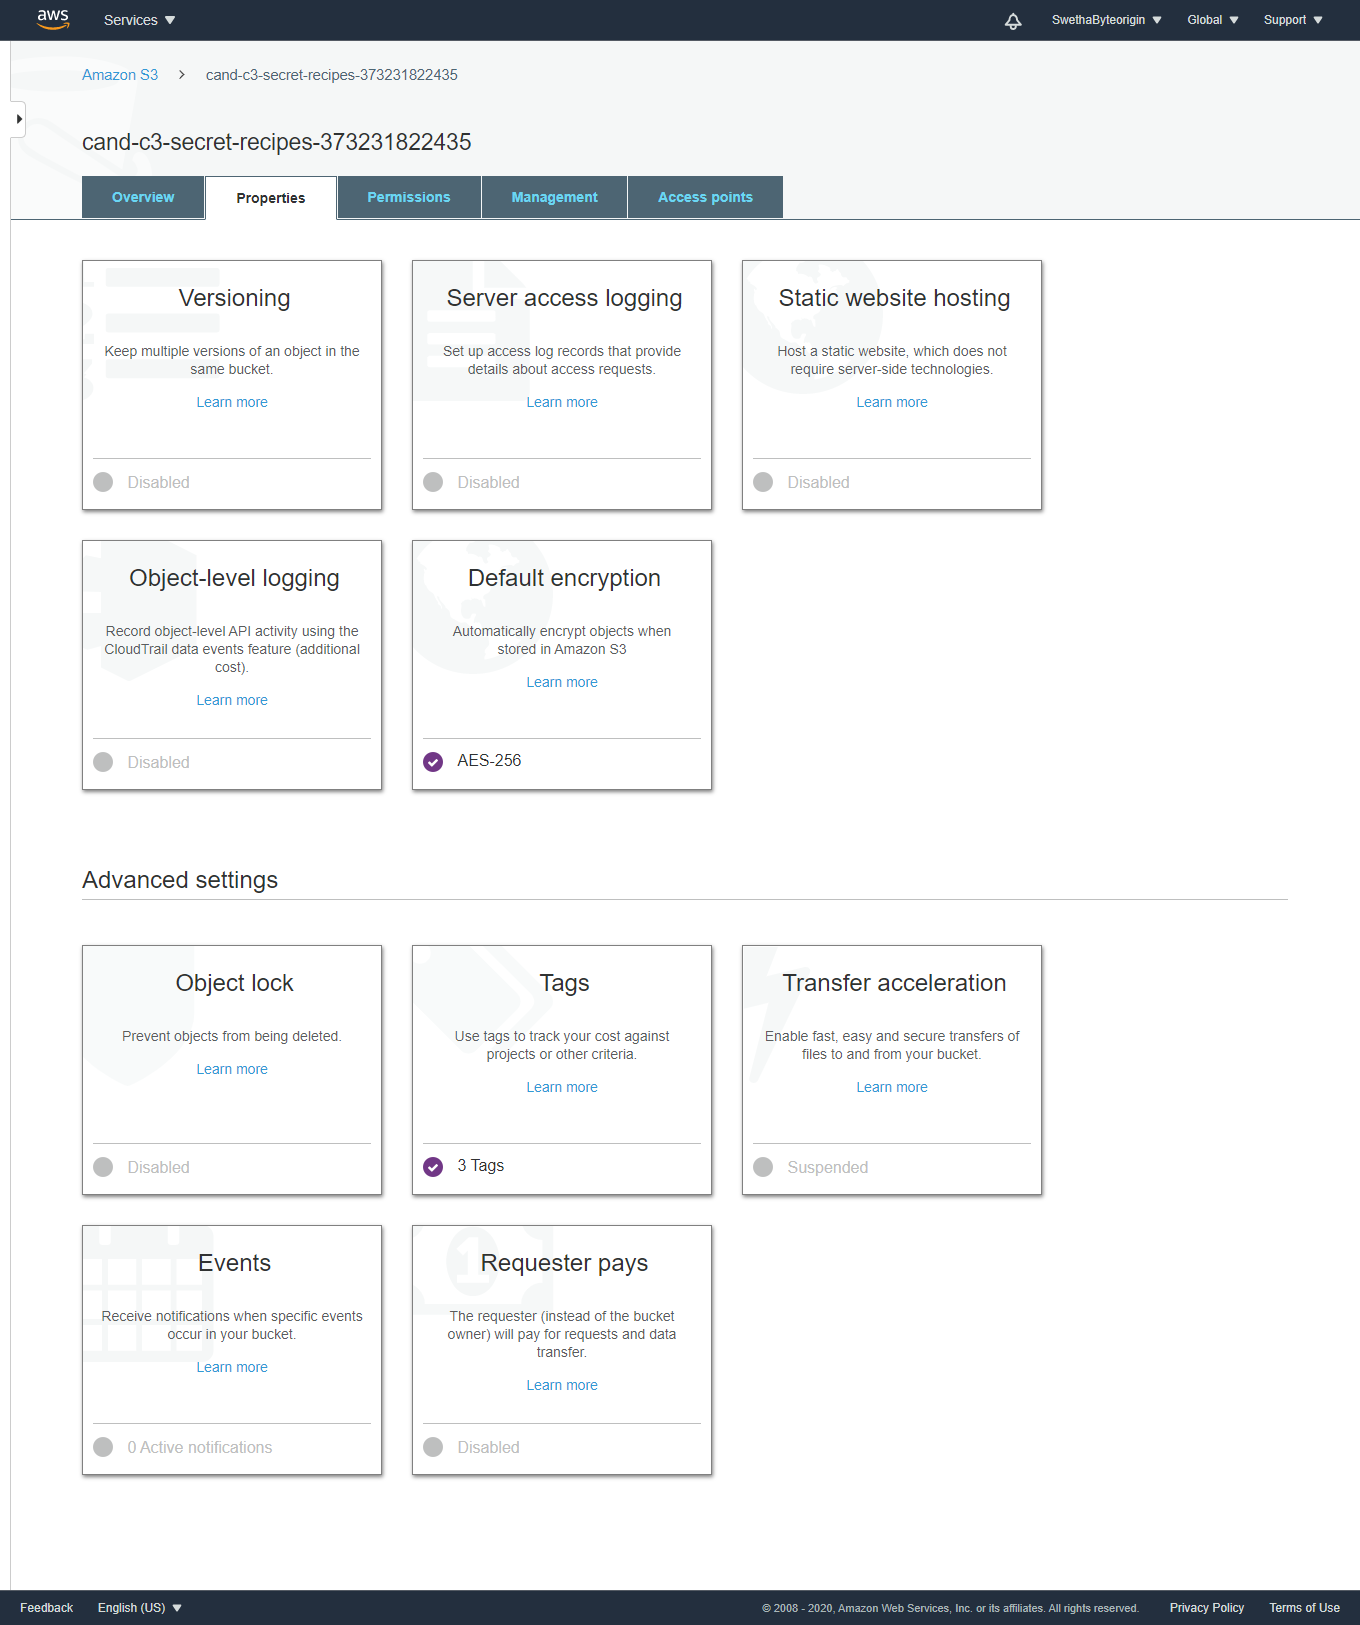 aws
Services
SwethaByteorigin
Global
Support
Amazon S3 > cand-c3-secret-recipes-373231822435
cand-c3-secret-recipes-373231822435
Overview
Properties
Permissions
Management
Access points
Versioning
Keep multiple versions of an object in the
same bucket.
Learn more
Disabled
Server access logging
Set up access log records that provide
details about access requests.
Learn more
Disabled
Static website hosting
Host a static website, which does not
require server-side technologies.
Learn more
Disabled
Object-level logging
Record object-level API activity using the
CloudTrail data events feature (additional
cost).
Learn more
Disabled
Default encryption
Automatically encrypt objects when
stored in Amazon S3
Learn more
AES-256
Advanced settings
Object lock
Prevent objects from being deleted.
Learn more
Disabled
Tags
Use tags to track your cost against
projects or other criteria.
Learn more
3 Tags
Transfer acceleration
Enable fast, easy and secure transfers of
files to and from your bucket.
Learn more
Suspended
Events
Receive notifications when specific events
occur in your bucket.
Learn more
0 Active notifications
Requester pays
The requester (instead of the bucket
owner) will pay for requests and data
transfer.
Learn more
Disabled
Feedback
English (US)
© 2008 - 2020, Amazon Web Services, Inc. or its affiliates. All rights reserved.
Privacy Policy
Terms of Use